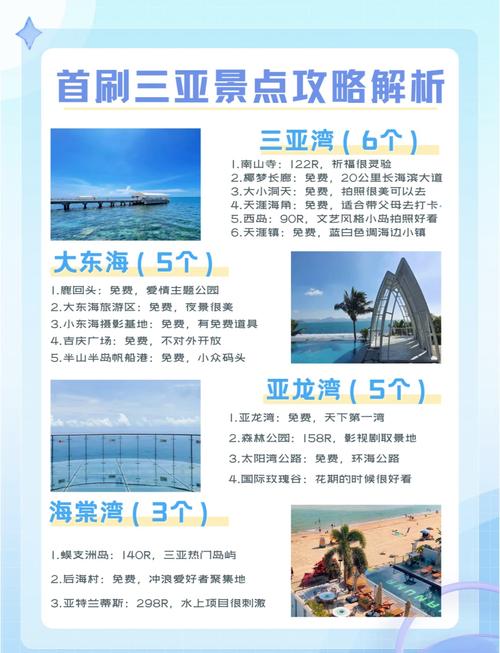 首刷三亚景点攻略解析
三亚湾(6个)
1.南山寺:122R,祈福很灵验
2.椰梦长廊:免费,20公里长海滨大道
3.大小洞天:免费,拍照很美可以去
4.天涯海角:免费,适合带父母去打卡.
5.西岛:90R,文艺风格小岛拍照好看
6.天涯镇:免费,蓝白色调海边小镇
大东海(5个)
1.鹿回头:免费,爱情主题公园
2.大东海旅游区:免费,夜景很美
3.小东海摄影基地:免费,有免费道具
4.吉庆广场:免费,不对外开放
5.半山半岛帆船港:免费,小众码头
亚龙湾(5个)
1.亚龙湾:免费,天下第一湾
2.森林公园:158R,影视剧取景地
3.太阳湾公路:免费,环海公路
4.国际玫瑰谷:花期的时候很好看
海棠湾(3个)
1.蜈支洲岛:140R,三亚热门岛屿
2.后海村:免费,冲浪爱好者聚集地
3.亚特兰蒂斯:298R,水上项目很刺激